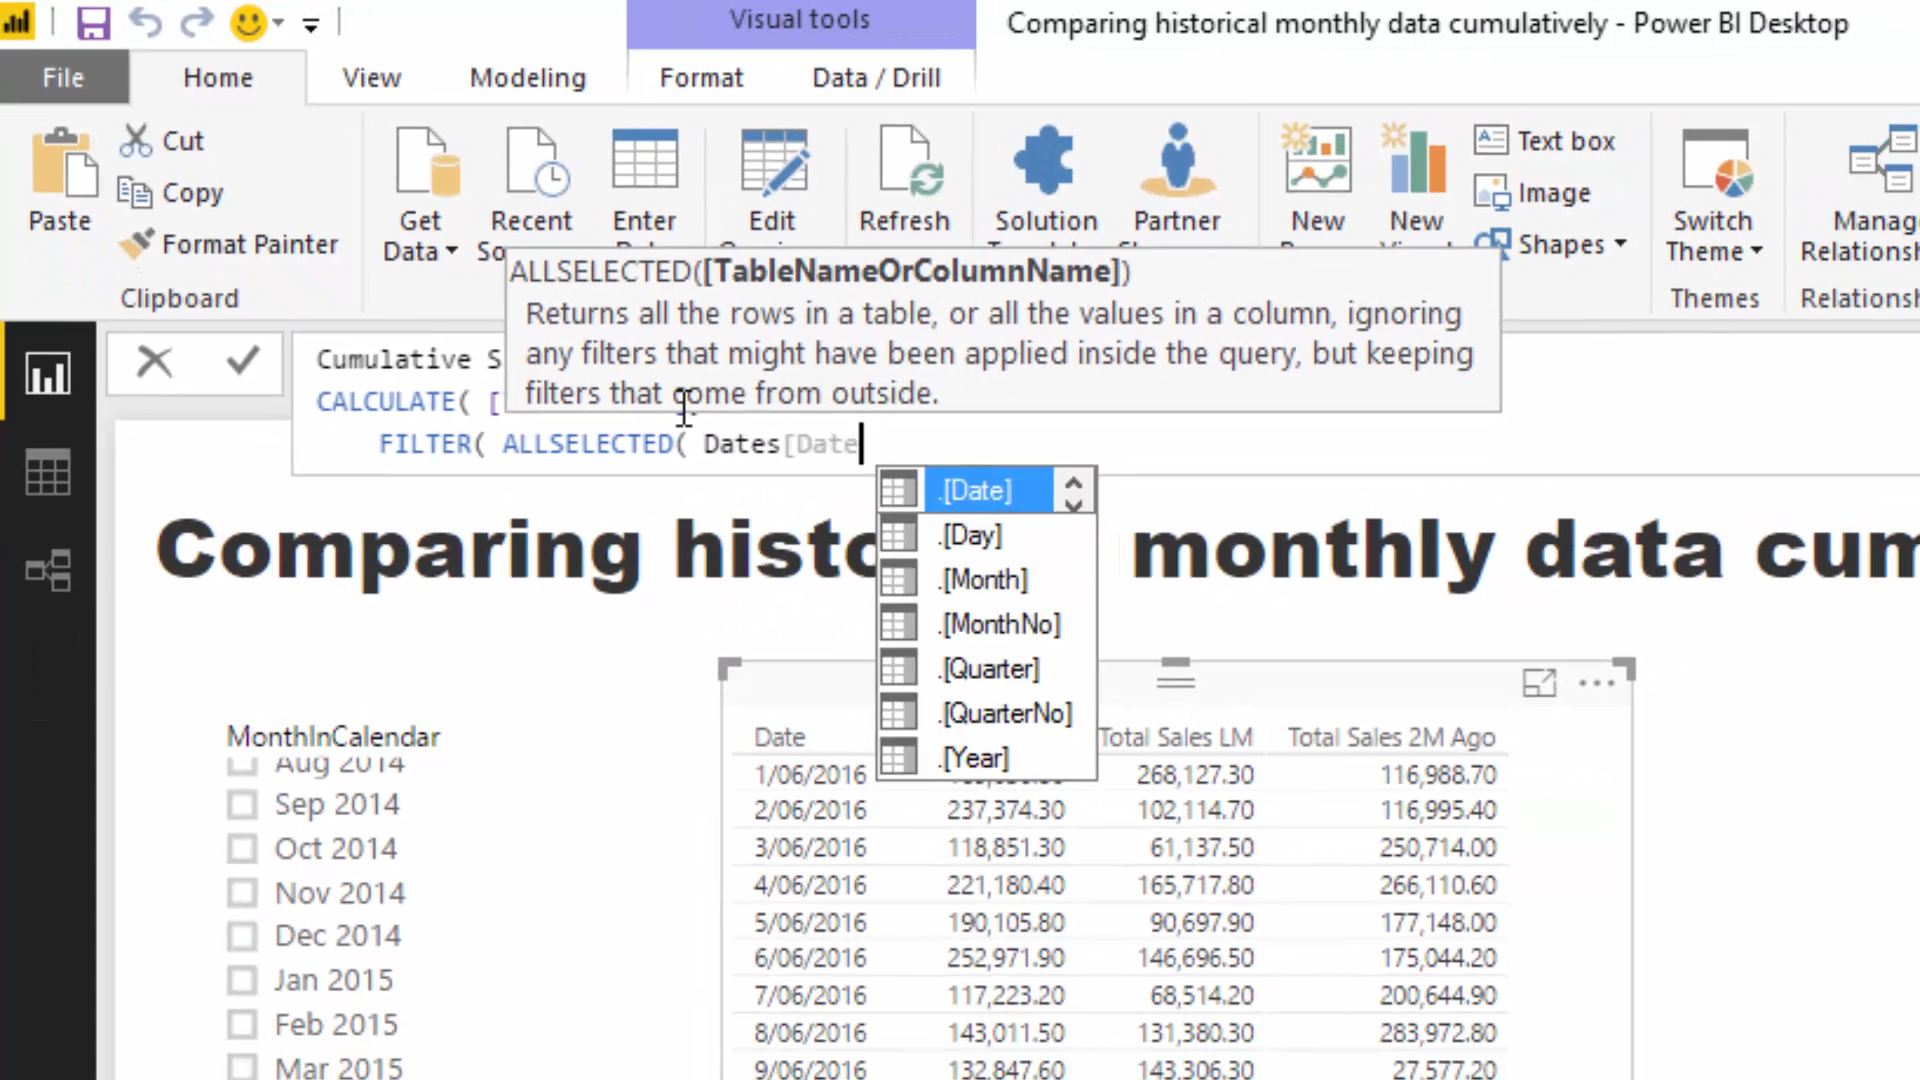 Visual tools
Comparing historical monthly data cumulatively - Power BI Desktop
File
Home
View
Modeling
Format
Data / Drill
Paste
Cut
Copy
Format Painter
Clipboard
Get
Data
Recent
Enter
Edit
Refresh
Solution
Partner
New
New
Text box
Image
Shapes
Switch
Theme
Themes
Manag
Relationsh
Relationsh
ALLSELECTED([TableNameOrColumnName])
Returns all the rows in a table, or all the values in a column, ignoring
any filters that might have been applied inside the query, but keeping
filters that come from outside.
Cumulative S
CALCULATE( [
FILTER( ALLSELECTED( Dates[Date
.[Date]
.[Day]
.[Month]
.[MonthNo]
.[Quarter]
.[QuarterNo]
.[Year]
Comparing histo monthly data cum
MonthInCalendar
Aug 2014
Sep 2014
Oct 2014
Nov 2014
Dec 2014
Jan 2015
Feb 2015
Mar 2015
Date Total Sales LM Total Sales 2M Ago
1/06/2016 268,127.30 116,988.70
2/06/2016 237,374.30 102,114.70 116,995.40
3/06/2016 118,851.30 61,137.50 250,714.00
4/06/2016 221,180.40 165,717.80 266,110.60
5/06/2016 190,105.80 90,697.90 177,148.00
6/06/2016 252,971.90 146,696.50 175,044.20
7/06/2016 117,223.20 68,514.20 200,644.90
8/06/2016 143,011.50 131,380.30 283,972.80
9/06/2016 132,847.60 143,306.30 27,577.20